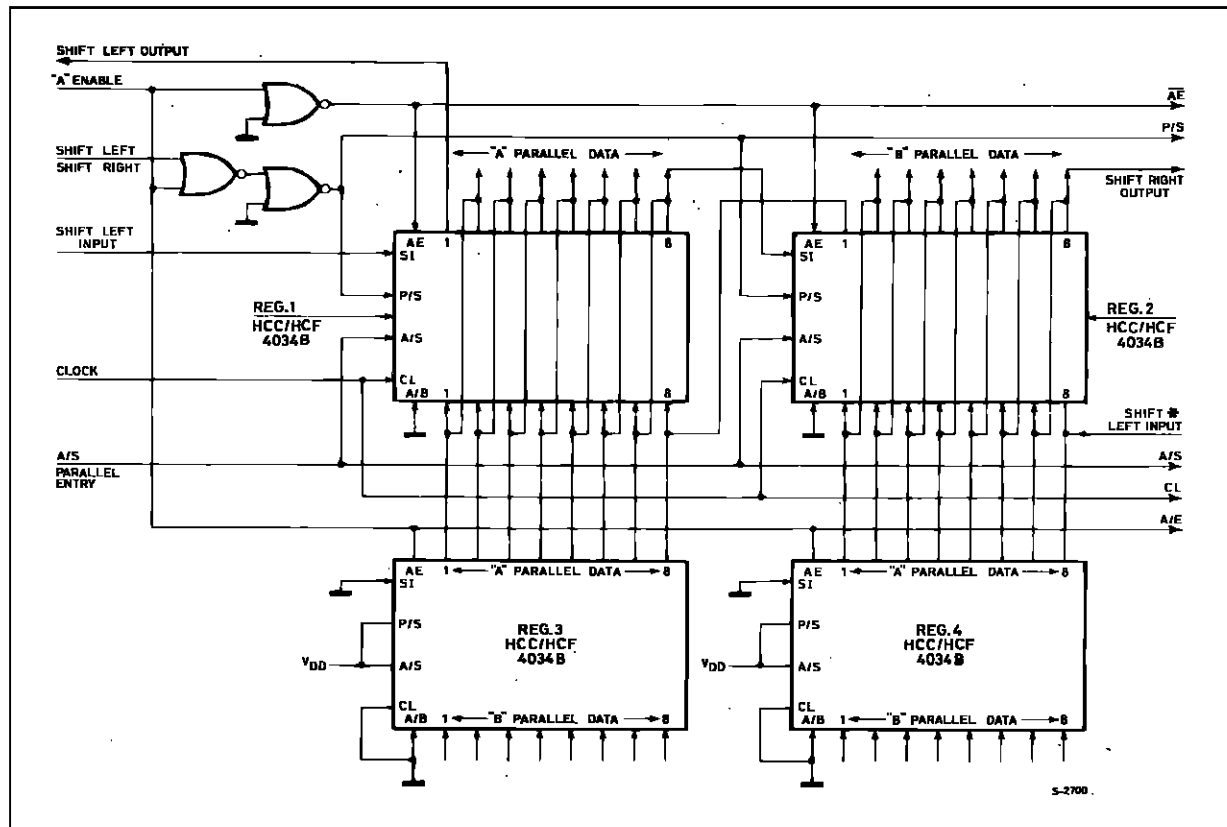 SHIFT LEFT OUTPUT
"A" ENABLE
AE
P/S
SHIFT LEFT
SHIFT RIGHT
"A" PARALLEL DATA
"B" PARALLEL DATA
SHIFT RIGHT
OUTPUT
SHIFT LEFT
INPUT
AE 1 8
SI
P/S
A/S
CL
A/B 1 8
REG.1
HCC/HCF
4034B
AE 1 8
SI
P/S
A/S
CL
A/B 1 8
REG.2
HCC/HCF
4034B
CLOCK
SHIFT #
LEFT INPUT
A/S
PARALLEL
ENTRY
A/S
CL
A/E
AE 1 "A" PARALLEL DATA 8
SI
P/S
REG.3
HCC/HCF
4034B
VDD
A/S
CL
A/B 1 "B" PARALLEL DATA 8
AE 1 "A" PARALLEL DATA 8
SI
P/S
REG.4
HCC/HCF
4034B
VDD
A/S
CL
A/B 1 "B" PARALLEL DATA 8
S-2700